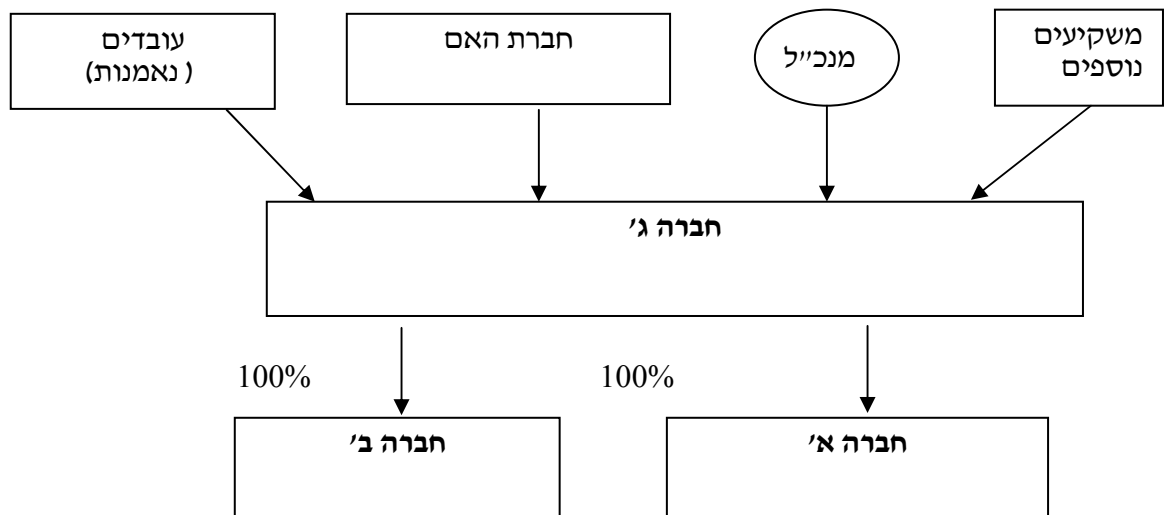 עובדים
(נאמנות)
חברת האם
מנכ״ל
משקיעים
נוספים
חברה ג׳
100%
100%
חברה ב׳
חברה א׳